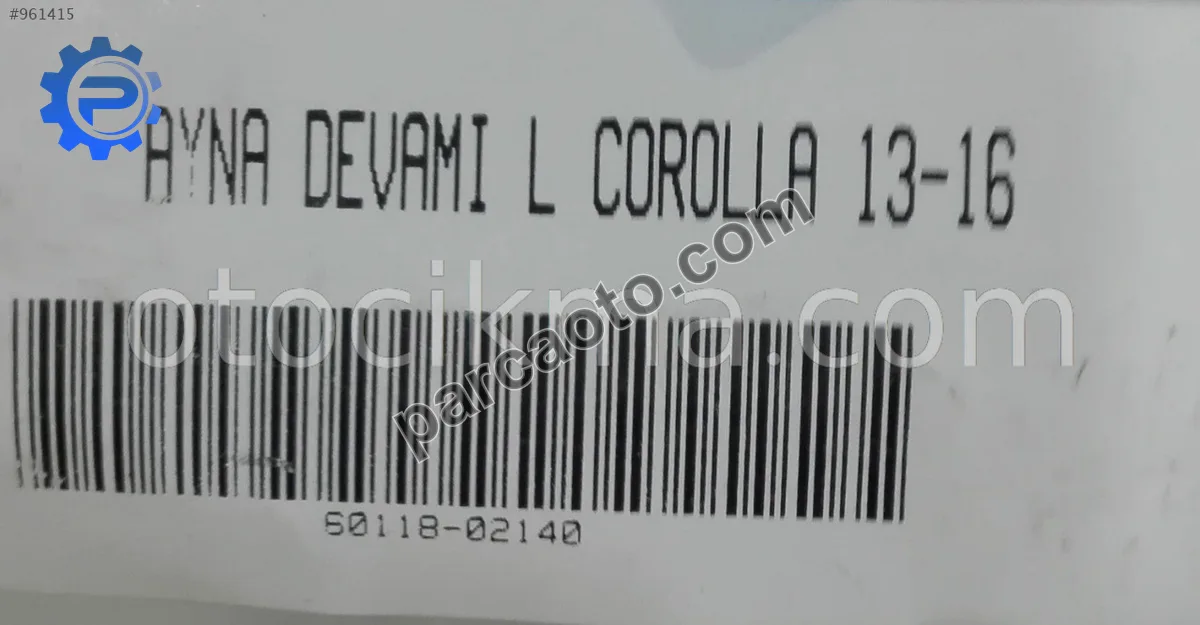 #961415
AYNA DEVAMI L COROLLA 13-16
otocikma.com
parcaoto.com
60118-02140